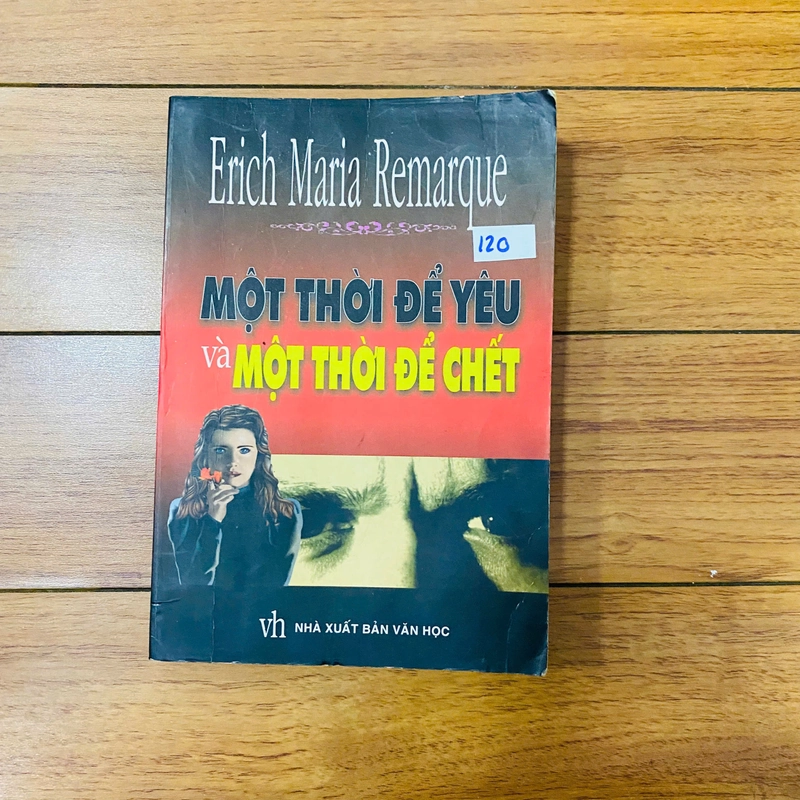 Erich Maria Remarque
120
MỘT THỜI ĐỂ YÊU
và MỘT THỜI ĐỂ CHẾT
vh NHÀ XUẤT BẢN VĂN HỌC